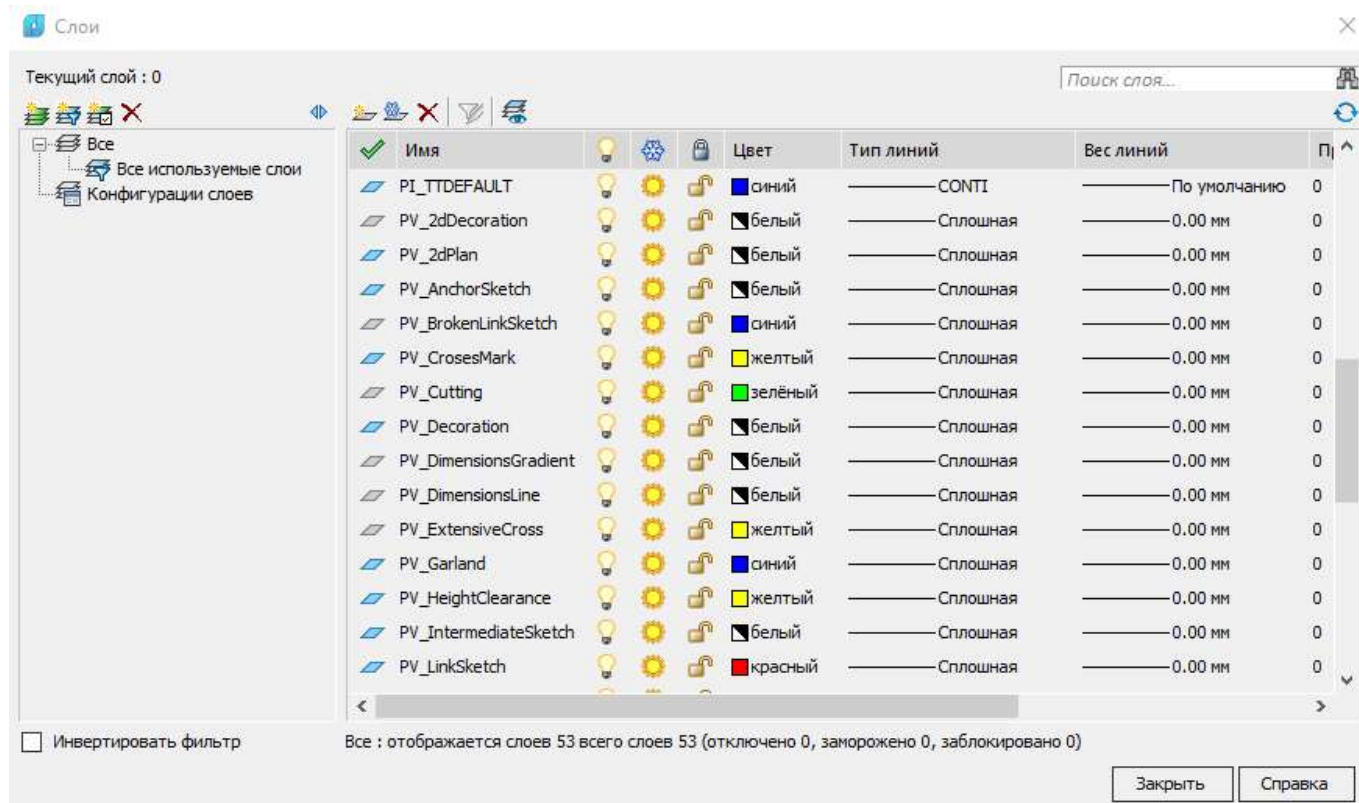 Слои
Текущий слой : 0
Поиск слоя...
Все
Все используемые слои
Конфигурации слоев
Имя Цвет Тип линий Вес линий
PI_TTDEFAULT синий CONTI По умолчанию 0
PV_2dDecoration белый Сплошная 0.00 мм 0
PV_2dPlan белый Сплошная 0.00 мм 0
PV_AnchorSketch белый Сплошная 0.00 мм 0
PV_BrokenLinkSketch синий Сплошная 0.00 мм 0
PV_CrosesMark желтый Сплошная 0.00 мм 0
PV_Cutting зелёный Сплошная 0.00 мм 0
PV_Decoration белый Сплошная 0.00 мм 0
PV_DimensionsGradient белый Сплошная 0.00 мм 0
PV_DimensionsLine белый Сплошная 0.00 мм 0
PV_ExtensiveCross желтый Сплошная 0.00 мм 0
PV_Garland синий Сплошная 0.00 мм 0
PV_HeightClearance желтый Сплошная 0.00 мм 0
PV_IntermediateSketch белый Сплошная 0.00 мм 0
PV_LinkSketch красный Сплошная 0.00 мм 0
Инвертировать фильтр
Все : отображается слоев 53 всего слоев 53 (отключено 0, заморожено 0, заблокировано 0)
Закрыть Справка